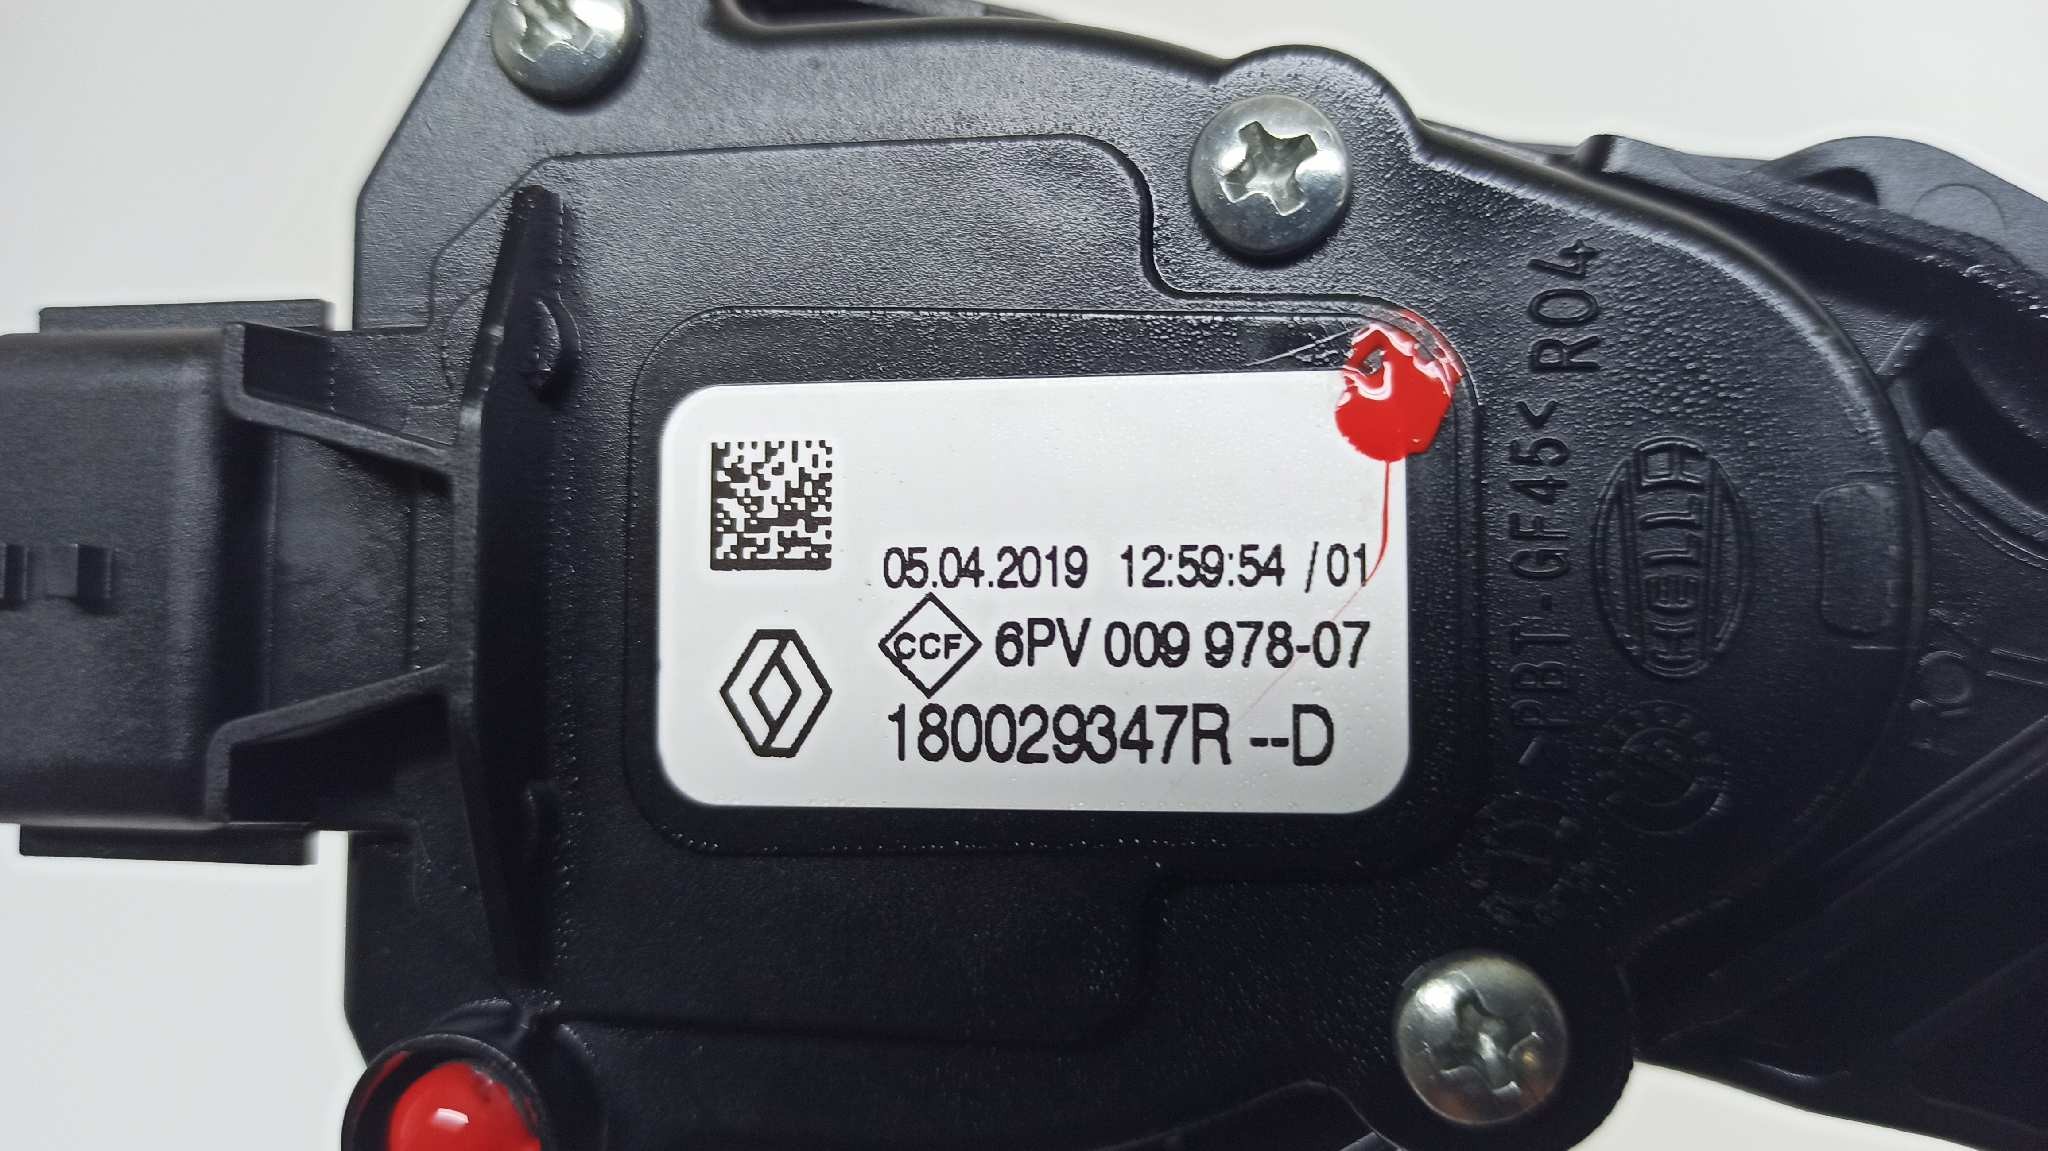 05.04.2019 12:59:54 /01
CCF 6PV 009 978-07
180029347R --D
>PBT-GF45< R04
HELLA